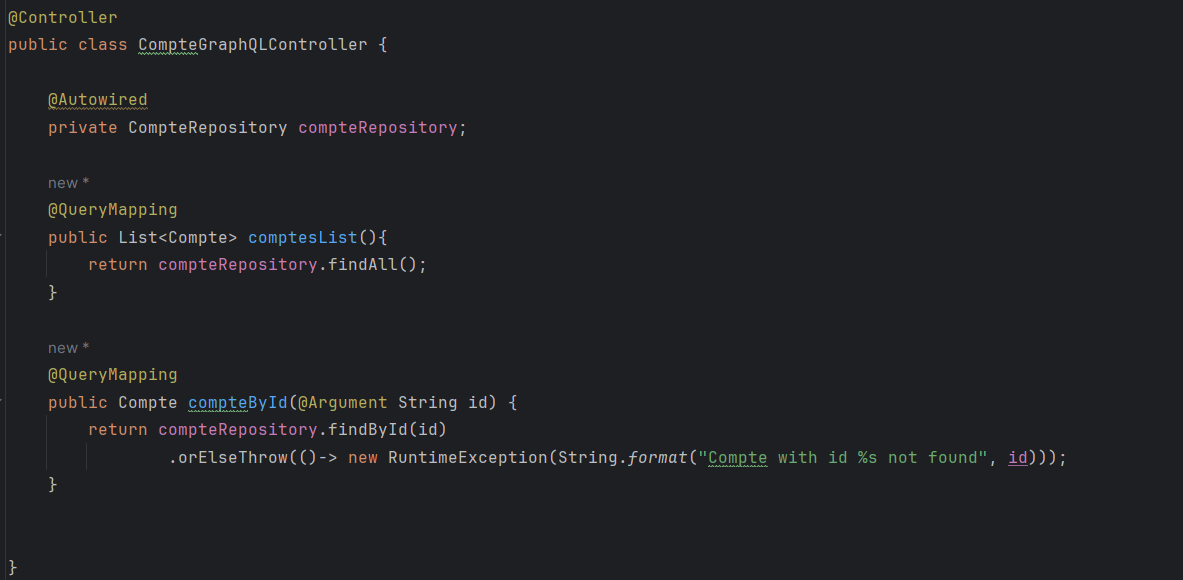 @Controller
public class CompteGraphQLController {
@Autowired
private CompteRepository compteRepository;
new *
@QueryMapping
public List<Compte> comptesList(){
return compteRepository.findAll();
}
new *
@QueryMapping
public Compte compteById(@Argument String id) {
return compteRepository.findById(id)
.orElseThrow(()-> new RuntimeException(String.format("Compte with id %s not found", id)));
}
}